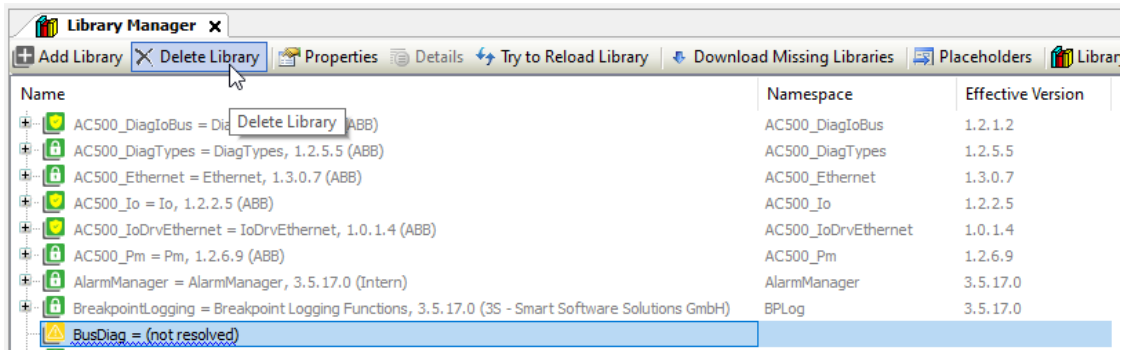 Library Manager
Add Library Delete Library Properties Details Try to Reload Library Download Missing Libraries Placeholders
Name Namespace Effective Version
Delete Library
AC500_DiagIoBus = ABB) AC500_DiagIoBus 1.2.1.2
AC500_DiagTypes = DiagTypes, 1.2.5.5 (ABB) AC500_DiagTypes 1.2.5.5
AC500_Ethernet = Ethernet, 1.3.0.7 (ABB) AC500_Ethernet 1.3.0.7
AC500_Io = Io, 1.2.2.5 (ABB) AC500_Io 1.2.2.5
AC500_IoDrvEthernet = IoDrvEthernet, 1.0.1.4 (ABB) AC500_IoDrvEthernet 1.0.1.4
AC500_Pm = Pm, 1.2.6.9 (ABB) AC500_Pm 1.2.6.9
AlarmManager = AlarmManager, 3.5.17.0 (Intern) AlarmManager 3.5.17.0
BreakpointLogging = Breakpoint Logging Functions, 3.5.17.0 (3S - Smart Software Solutions GmbH) BPLog 3.5.17.0
BusDiag = (not resolved)